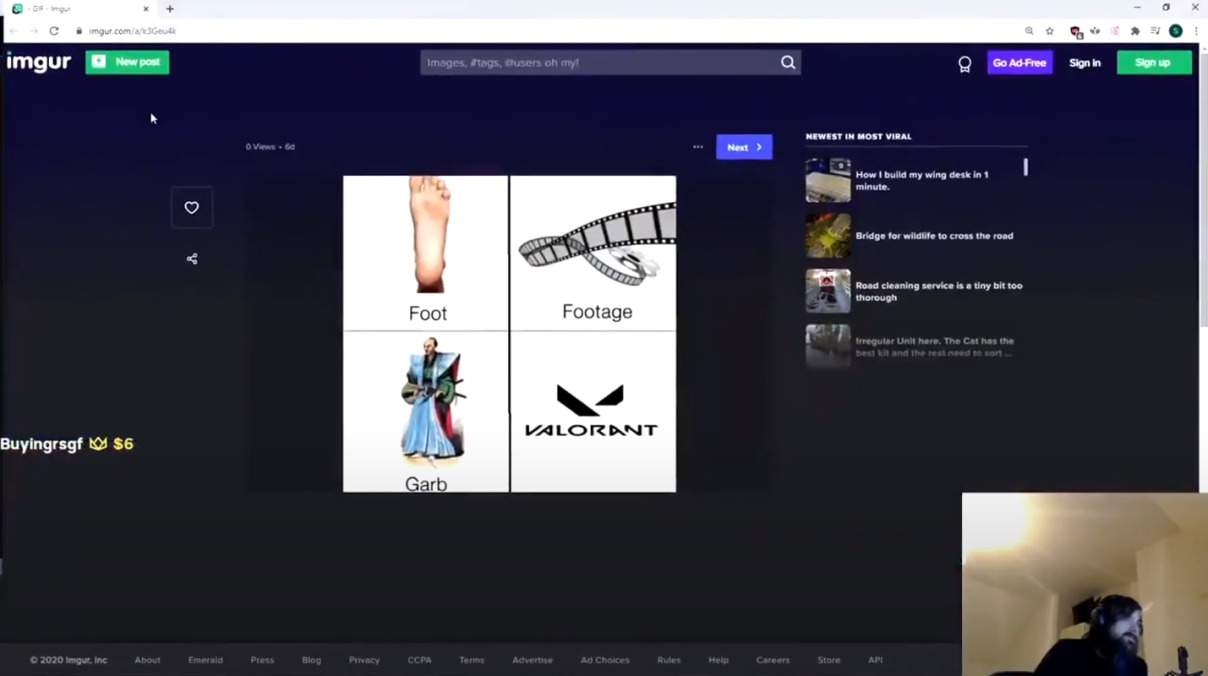 - GIF - Imgur
imgur.com/a/k3Geu4k
imgur
New post
Images, #tags, @users oh my!
Go Ad-Free
Sign in
Sign up
0 Views • 6d
Next
NEWEST IN MOST VIRAL
How I build my wing desk in 1
minute.
Bridge for wildlife to cross the road
Road cleaning service is a tiny bit too
thorough
Irregular Unit here. The Cat has the
best kit and the rest need to sort ...
Foot
Footage
Garb
VALORANT
Buyingrsgf $6
© 2020 Imgur, Inc About Emerald Press Blog Privacy CCPA Terms Advertise Ad Choices Rules Help Careers Store API